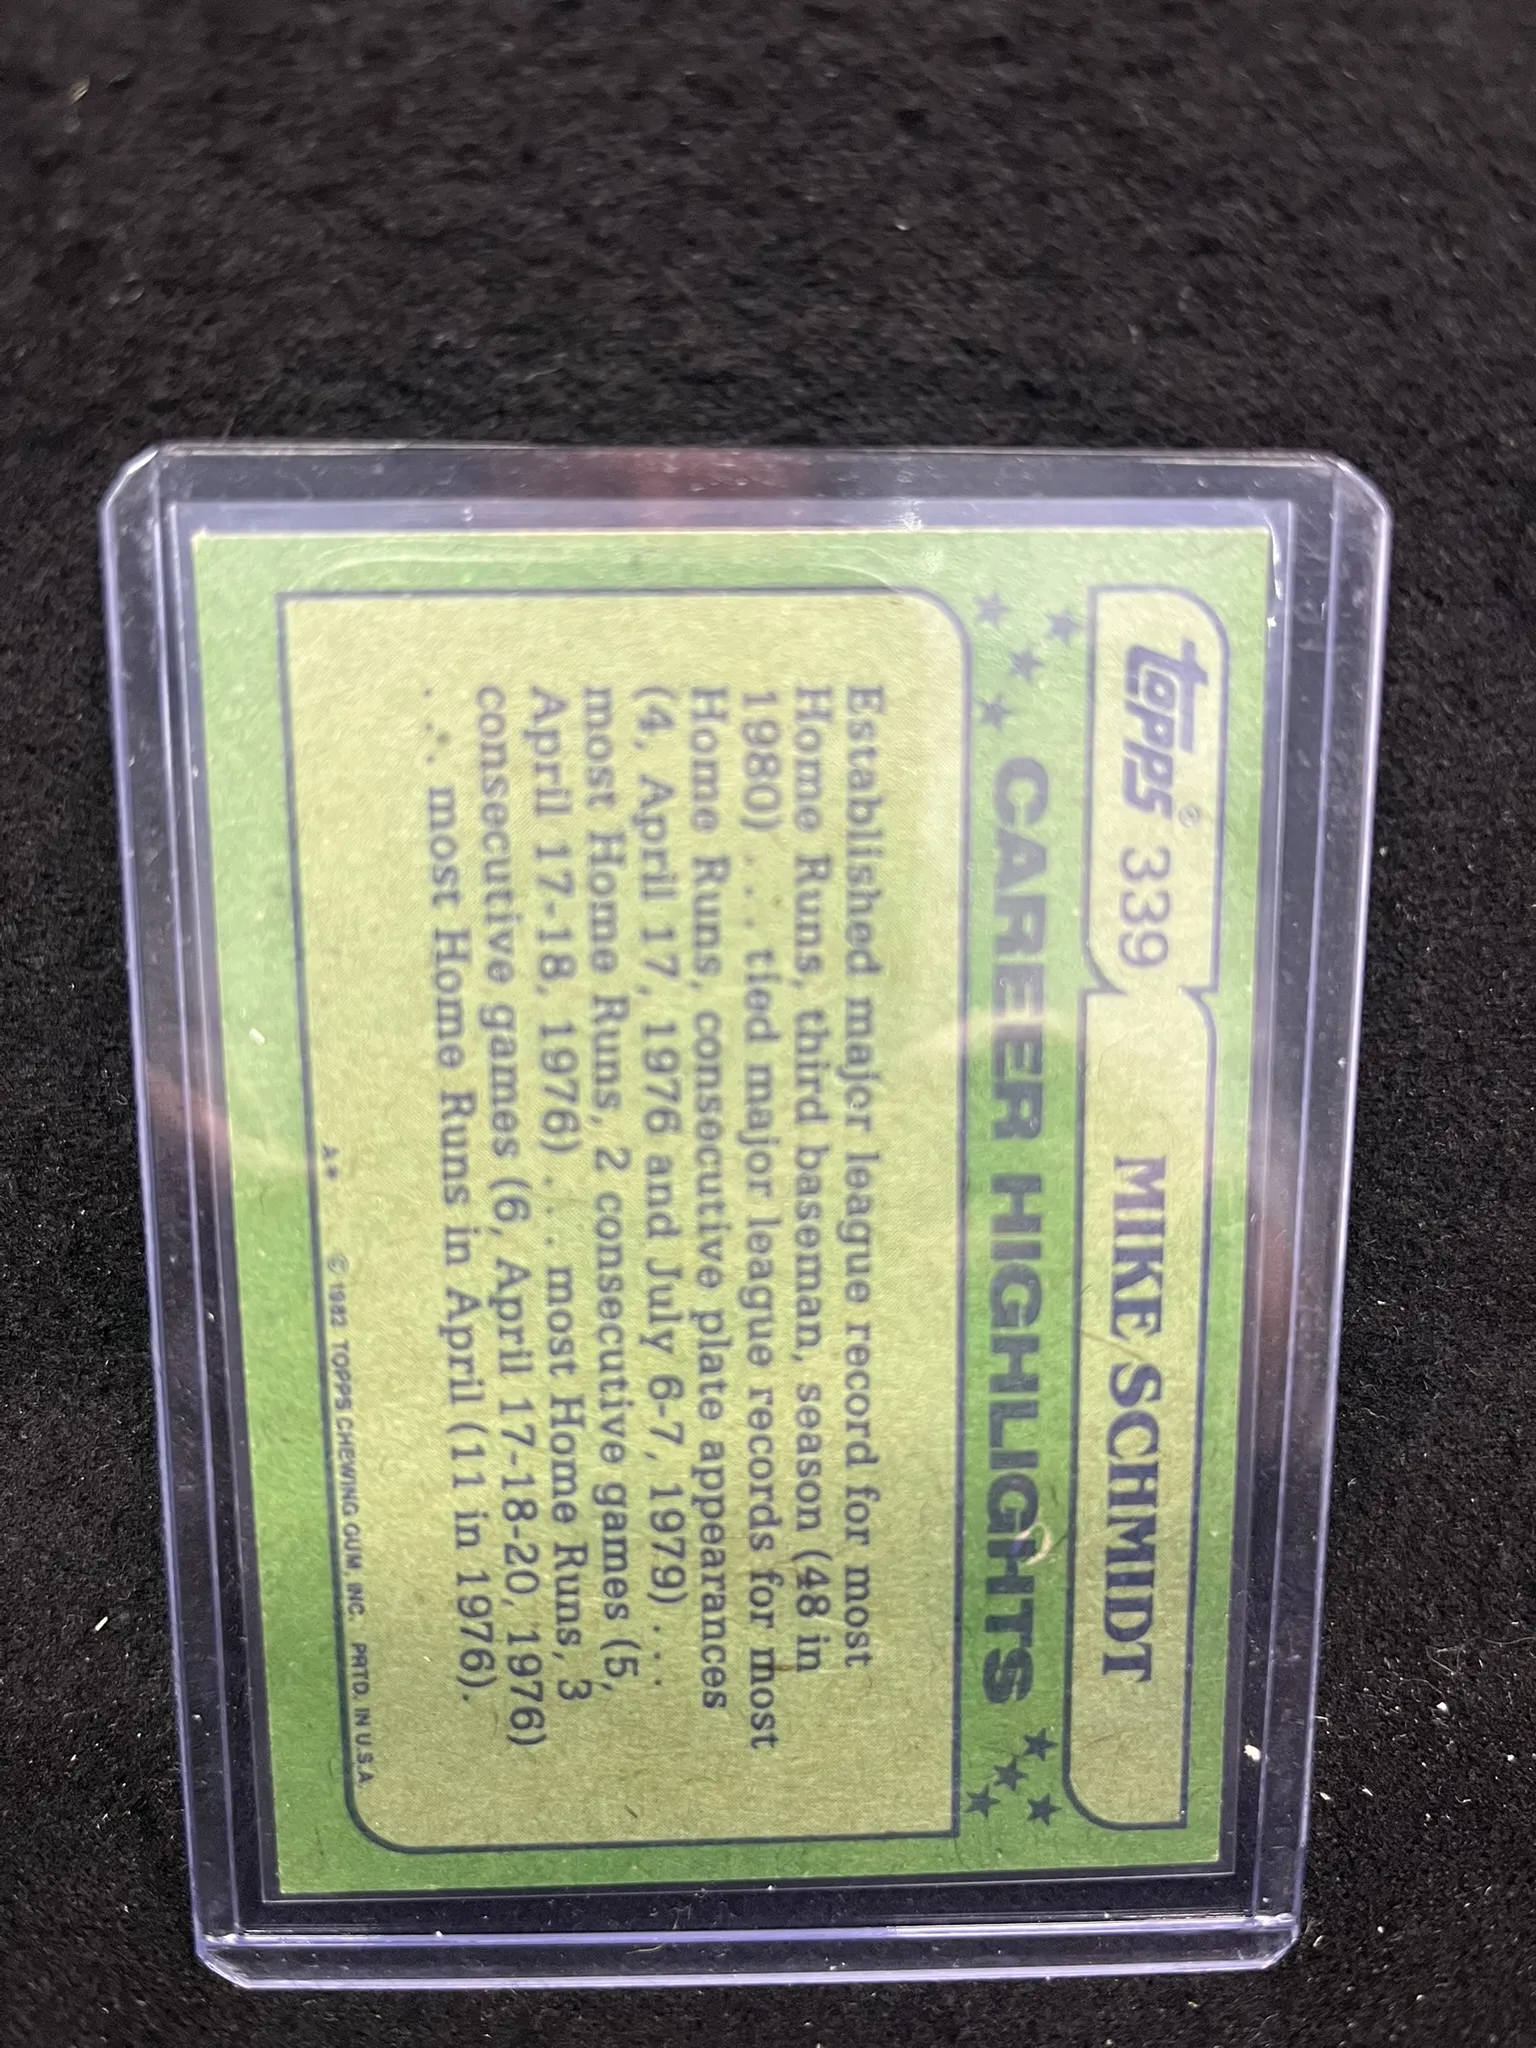 topps® 339 MIKE SCHMIDT
CAREER HIGHLIGHTS
Established major league record for most
Home Runs, third baseman, season (48 in
1980) . . . tied major league records for most
Home Runs, consecutive plate appearances
(4, April 17, 1976 and July 6-7, 1979) . . .
most Home Runs, 2 consecutive games (5,
April 17-18, 1976) . . . most Home Runs, 3
consecutive games (6, April 17-18-20, 1976)
. . . most Home Runs in April (11 in 1976).
A* © 1982 TOPPS CHEWING GUM, INC. PRTD. IN U.S.A